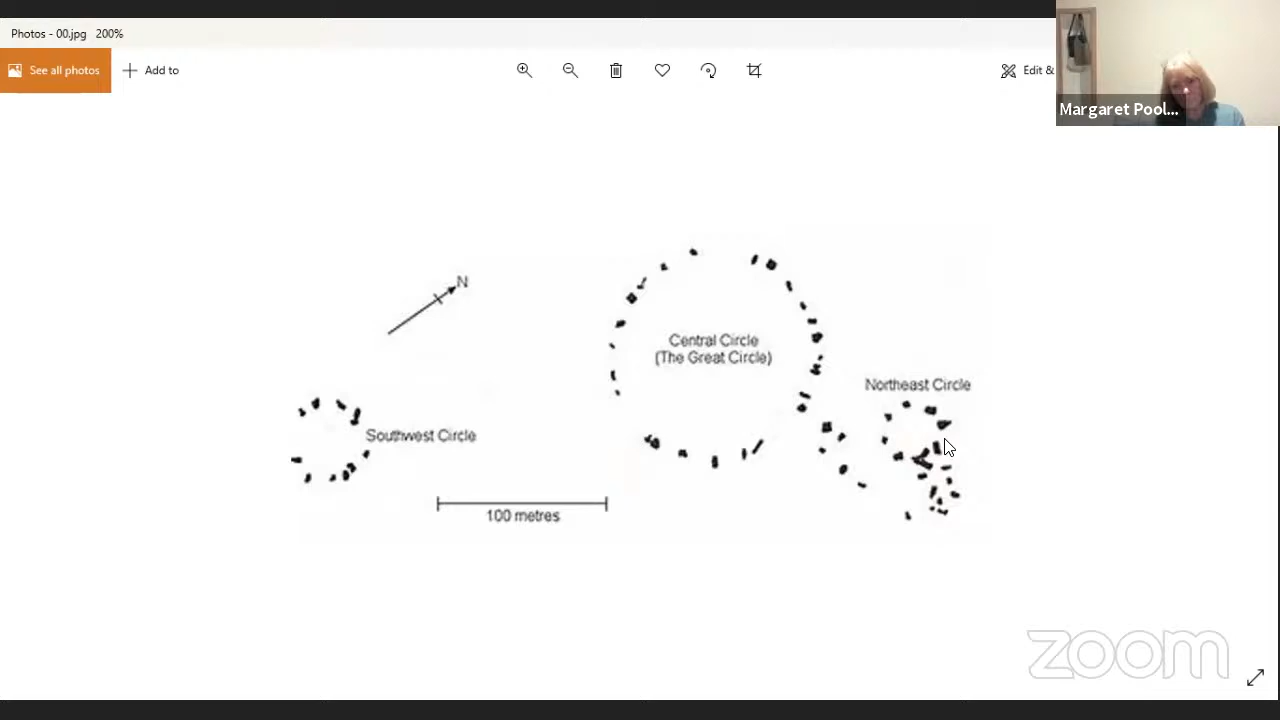 Photos - 00.jpg 200%
See all photos
Add to
Edit &
Margaret Pool...
N
Central Circle
(The Great Circle)
Northeast Circle
Southwest Circle
100 metres
zoom